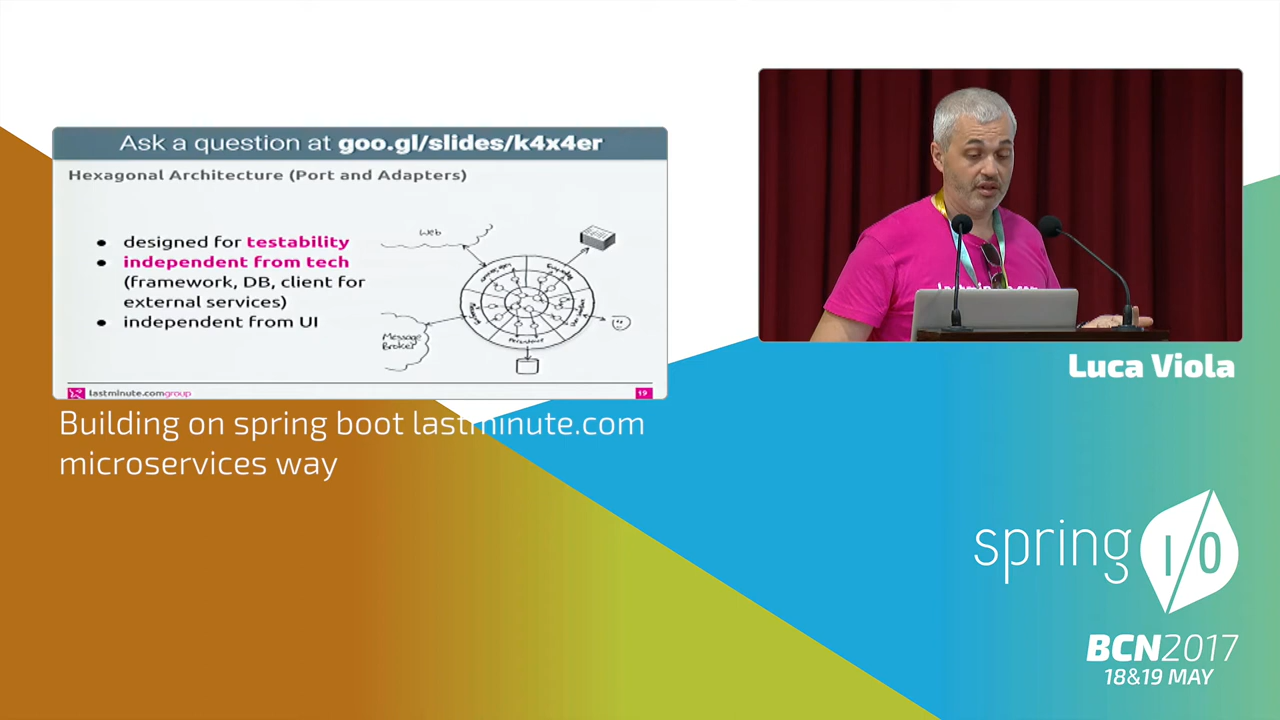 Ask a question at goo.gl/slides/k4x4er
Hexagonal Architecture (Port and Adapters)
● designed for testability
● independent from tech
(framework, DB, client for
external services)
● independent from UI
Web
Message
Broker
Persistence
lastminute.comgroup
19
Luca Viola
Building on spring boot lastminute.com
microservices way
spring I/O
BCN2017
18&19 MAY